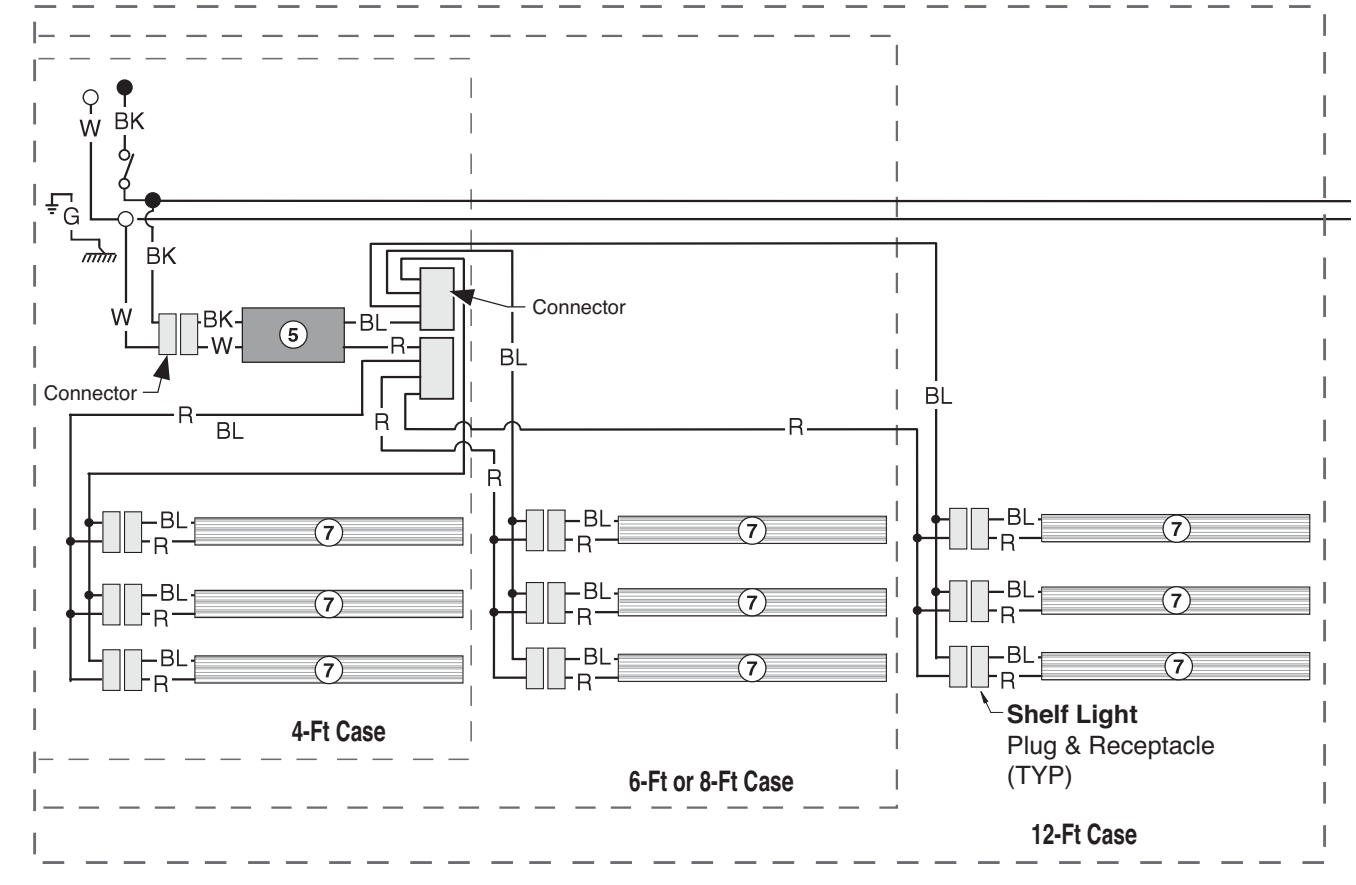 W
BK
G
BK
W
BK
W
5
BL
R
Connector
Connector
BL
BL
R
BL
R
R
R
BL
R
7
BL
R
7
BL
R
7
BL
R
7
BL
R
7
BL
R
7
BL
R
7
BL
R
7
BL
R
7
4-Ft Case
6-Ft or 8-Ft Case
Shelf Light
Plug & Receptacle
(TYP)
12-Ft Case